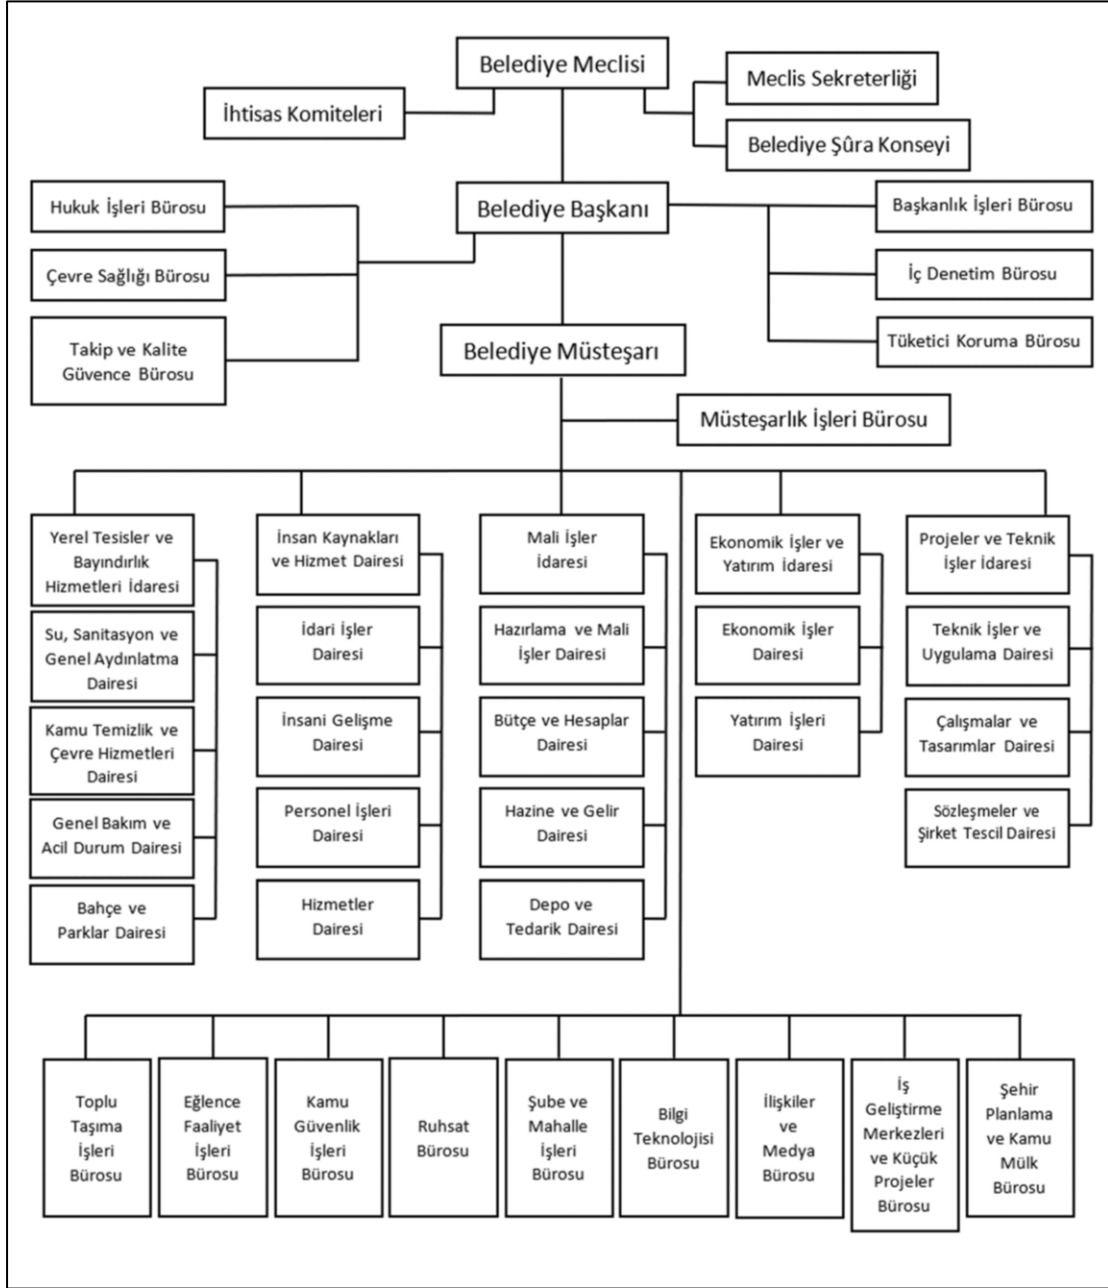 Belediye Meclisi
Meclis Sekreterliği
İhtisas Komiteleri
Belediye Şûra Konseyi
Hukuk İşleri Bürosu
Belediye Başkanı
Başkanlık İşleri Bürosu
Çevre Sağlığı Bürosu
İç Denetim Bürosu
Takip ve Kalite
Güvence Bürosu
Belediye Müsteşarı
Tüketici Koruma Bürosu
Müsteşarlık İşleri Bürosu
Yerel Tesisler ve
Bayındırlık
Hizmetleri İdaresi
Su, Sanitasyon ve
Genel Aydınlatma
Dairesi
Kamu Temizlik ve
Çevre Hizmetleri
Dairesi
Genel Bakım ve
Acil Durum Dairesi
Bahçe ve
Parklar Dairesi
İnsan Kaynakları
ve Hizmet Dairesi
İdari İşler
Dairesi
İnsani Gelişme
Dairesi
Personel İşleri
Dairesi
Hizmetler
Dairesi
Mali İşler
İdaresi
Hazırlama ve Mali
İşler Dairesi
Bütçe ve Hesaplar
Dairesi
Hazine ve Gelir
Dairesi
Depo ve
Tedarik Dairesi
Ekonomik İşler ve
Yatırım İdaresi
Ekonomik İşler
Dairesi
Yatırım İşleri
Dairesi
Projeler ve Teknik
İşler İdaresi
Teknik İşler ve
Uygulama Dairesi
Çalışmalar ve
Tasarımlar Dairesi
Sözleşmeler ve
Şirket Tescil Dairesi
Toplu
Taşıma
İşleri
Bürosu
Eğlence
Faaliyet
İşleri
Bürosu
Kamu
Güvenlik
İşleri
Bürosu
Ruhsat
Bürosu
Şube ve
Mahalle
İşleri
Bürosu
Bilgi
Teknolojisi
Bürosu
İlişkiler
ve
Medya
Bürosu
İş
Geliştirme
Merkezleri
ve Küçük
Projeler
Bürosu
Şehir
Planlama
ve Kamu
Mülk
Bürosu